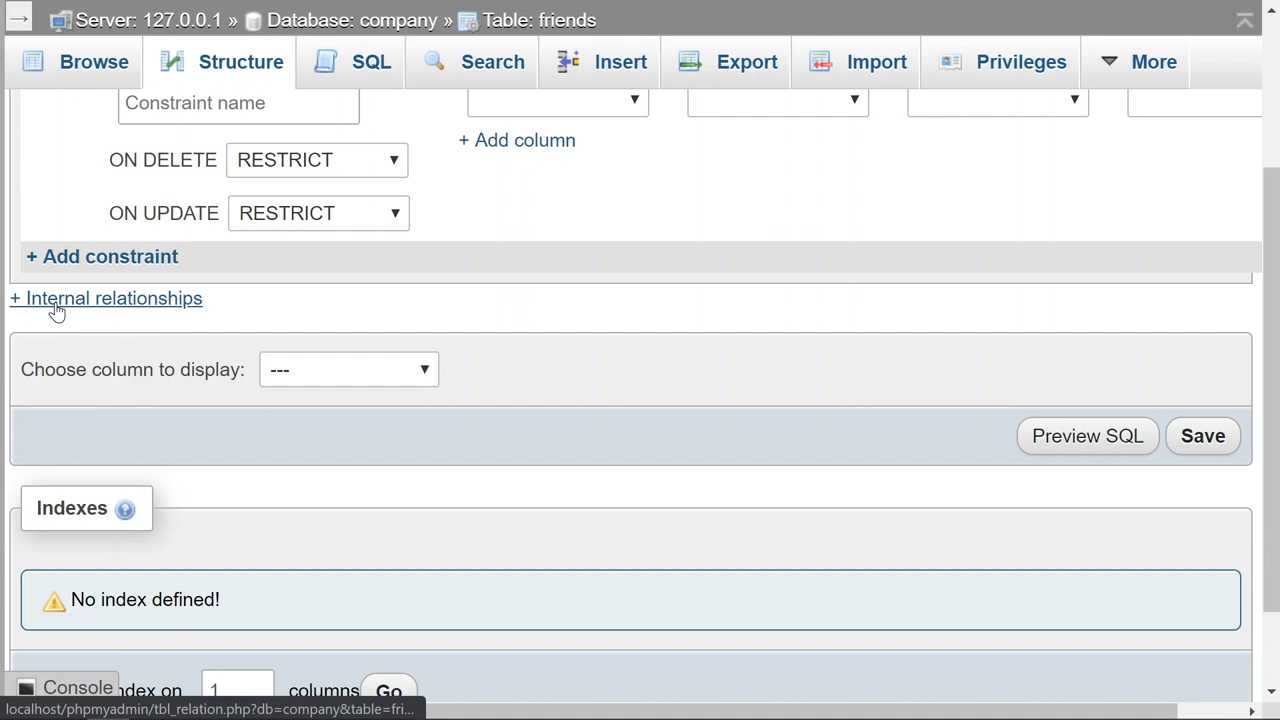 Server: 127.0.0.1 » Database: company » Table: friends
Browse Structure SQL Search Insert Export Import Privileges More
Constraint name
+ Add column
ON DELETE RESTRICT
ON UPDATE RESTRICT
+ Add constraint
+ Internal relationships
Choose column to display: ---
Preview SQL Save
Indexes
No index defined!
Console ndex on 1 columns Go
localhost/phpmyadmin/tbl_relation.php?db=company&table=fri...